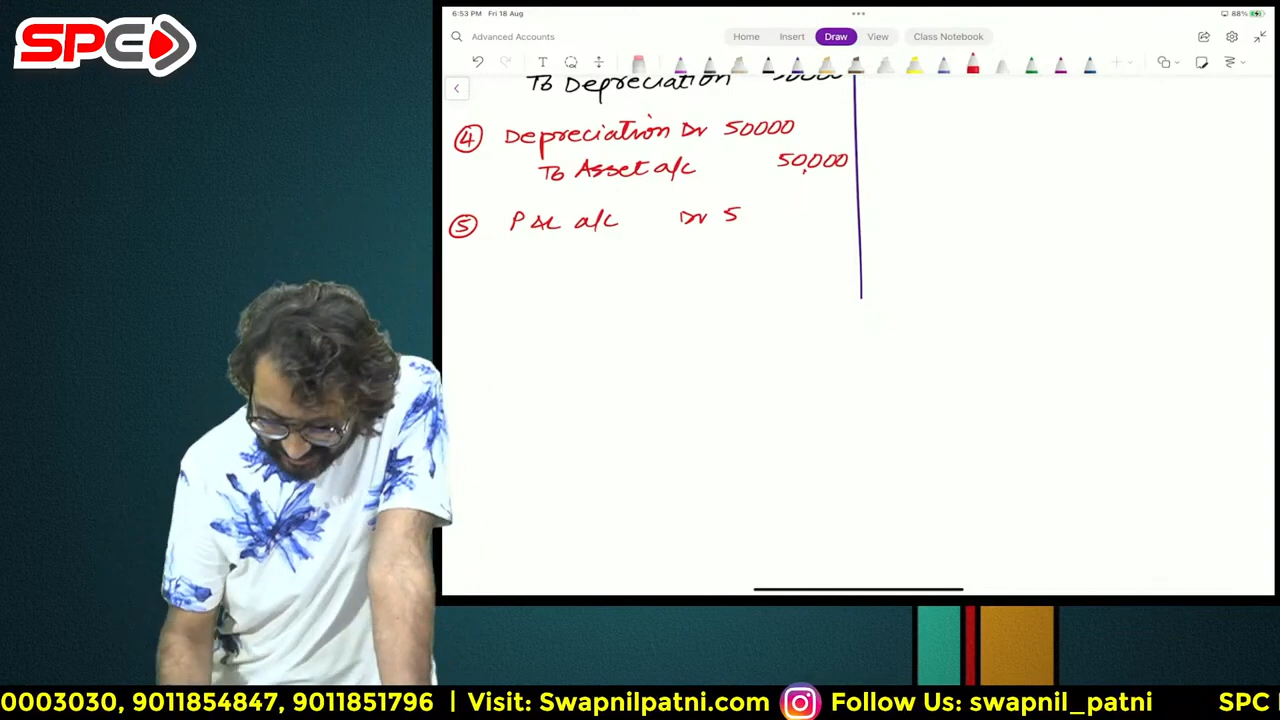 SPC
6:53 PM Fri 18 Aug
88%
Advanced Accounts
Home Insert Draw View Class Notebook
To Depreciation
④ Depreciation Dr 50000
To Asset a/c 50,000
⑤ P&L a/c Dr 5
0003030, 9011854847, 9011851796 | Visit: Swapnilpatni.com Follow Us: swapnil_patni SPC